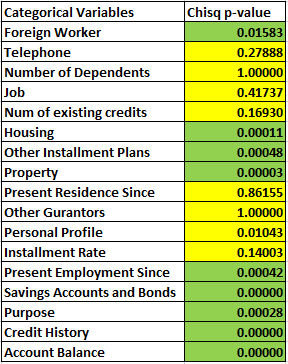 Categorical Variables Chisq p-value
Foreign Worker 0.01583
Telephone 0.27888
Number of Dependents 1.00000
Job 0.41737
Num of existing credits 0.16930
Housing 0.00011
Other Installment Plans 0.00048
Property 0.00003
Present Residence Since 0.86155
Other Gurantors 1.00000
Personal Profile 0.01043
Installment Rate 0.14003
Present Employment Since 0.00042
Savings Accounts and Bonds 0.00000
Purpose 0.00028
Credit History 0.00000
Account Balance 0.00000